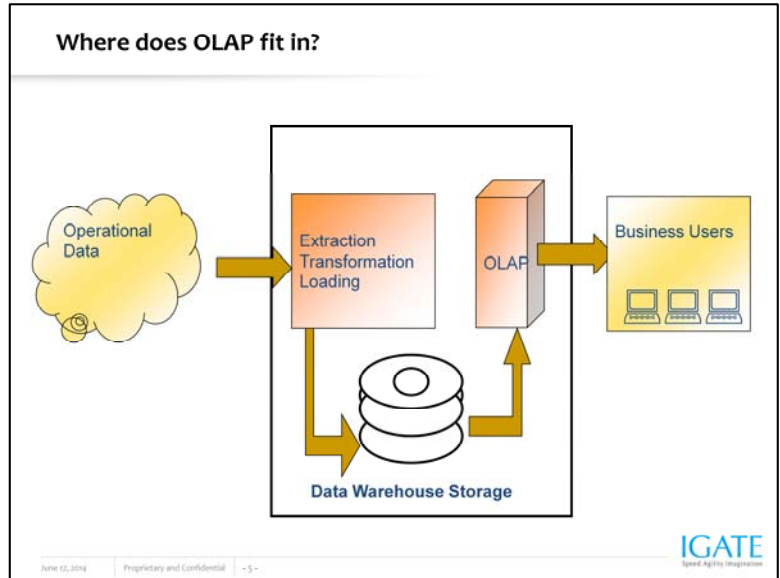 Where does OLAP fit in?
Operational
Data
Extraction
Transformation
Loading
OLAP
Business Users
Data Warehouse Storage
June 17, 2014 Proprietary and Confidential - 5 -
IGATE
Speed.Agility.Imagination